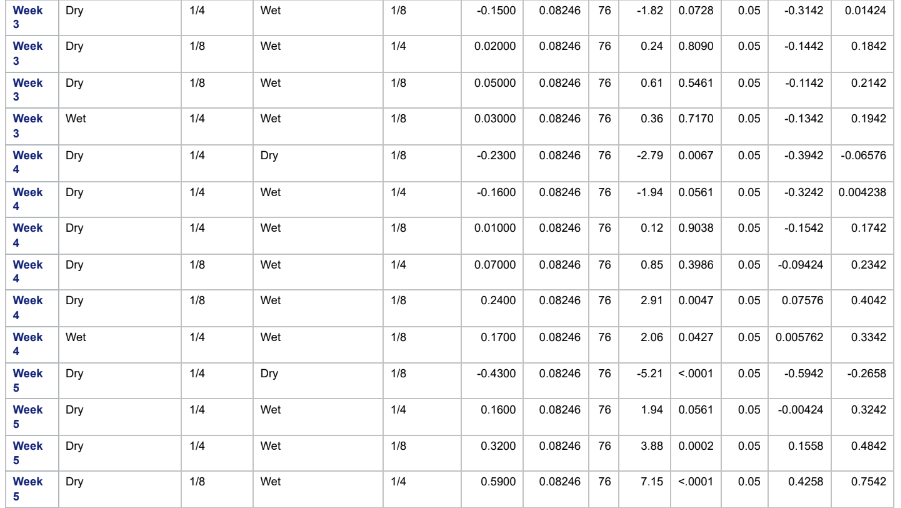 Week 3 Dry 1/4 Wet 1/8 -0.1500 0.08246 76 -1.82 0.0728 0.05 -0.3142 0.01424
Week 3 Dry 1/8 Wet 1/4 0.02000 0.08246 76 0.24 0.8090 0.05 -0.1442 0.1842
Week 3 Dry 1/8 Wet 1/8 0.05000 0.08246 76 0.61 0.5461 0.05 -0.1142 0.2142
Week 3 Wet 1/4 Wet 1/8 0.03000 0.08246 76 0.36 0.7170 0.05 -0.1342 0.1942
Week 4 Dry 1/4 Dry 1/8 -0.2300 0.08246 76 -2.79 0.0067 0.05 -0.3942 -0.06576
Week 4 Dry 1/4 Wet 1/4 -0.1600 0.08246 76 -1.94 0.0561 0.05 -0.3242 0.004238
Week 4 Dry 1/4 Wet 1/8 0.01000 0.08246 76 0.12 0.9038 0.05 -0.1542 0.1742
Week 4 Dry 1/8 Wet 1/4 0.07000 0.08246 76 0.85 0.3986 0.05 -0.09424 0.2342
Week 4 Dry 1/8 Wet 1/8 0.2400 0.08246 76 2.91 0.0047 0.05 0.07576 0.4042
Week 4 Wet 1/4 Wet 1/8 0.1700 0.08246 76 2.06 0.0427 0.05 0.005762 0.3342
Week 5 Dry 1/4 Dry 1/8 -0.4300 0.08246 76 -5.21 <.0001 0.05 -0.5942 -0.2658
Week 5 Dry 1/4 Wet 1/4 0.1600 0.08246 76 1.94 0.0561 0.05 -0.00424 0.3242
Week 5 Dry 1/4 Wet 1/8 0.3200 0.08246 76 3.88 0.0002 0.05 0.1558 0.4842
Week 5 Dry 1/8 Wet 1/4 0.5900 0.08246 76 7.15 <.0001 0.05 0.4258 0.7542